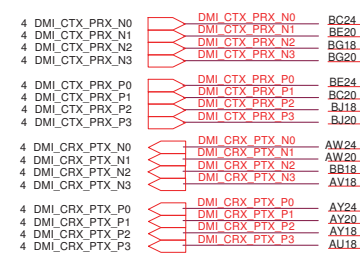 4 DMI_CTX_PRX_N0 DMI_CTX_PRX_N0 BC24
4 DMI_CTX_PRX_N1 DMI_CTX_PRX_N1 BE20
4 DMI_CTX_PRX_N2 DMI_CTX_PRX_N2 BG18
4 DMI_CTX_PRX_N3 DMI_CTX_PRX_N3 BG20
4 DMI_CTX_PRX_P0 DMI_CTX_PRX_P0 BE24
4 DMI_CTX_PRX_P1 DMI_CTX_PRX_P1 BC20
4 DMI_CTX_PRX_P2 DMI_CTX_PRX_P2 BJ18
4 DMI_CTX_PRX_P3 DMI_CTX_PRX_P3 BJ20
4 DMI_CRX_PTX_N0 DMI_CRX_PTX_N0 AW24
4 DMI_CRX_PTX_N1 DMI_CRX_PTX_N1 AW20
4 DMI_CRX_PTX_N2 DMI_CRX_PTX_N2 BB18
4 DMI_CRX_PTX_N3 DMI_CRX_PTX_N3 AV18
4 DMI_CRX_PTX_P0 DMI_CRX_PTX_P0 AY24
4 DMI_CRX_PTX_P1 DMI_CRX_PTX_P1 AY20
4 DMI_CRX_PTX_P2 DMI_CRX_PTX_P2 AY18
4 DMI_CRX_PTX_P3 DMI_CRX_PTX_P3 AU18